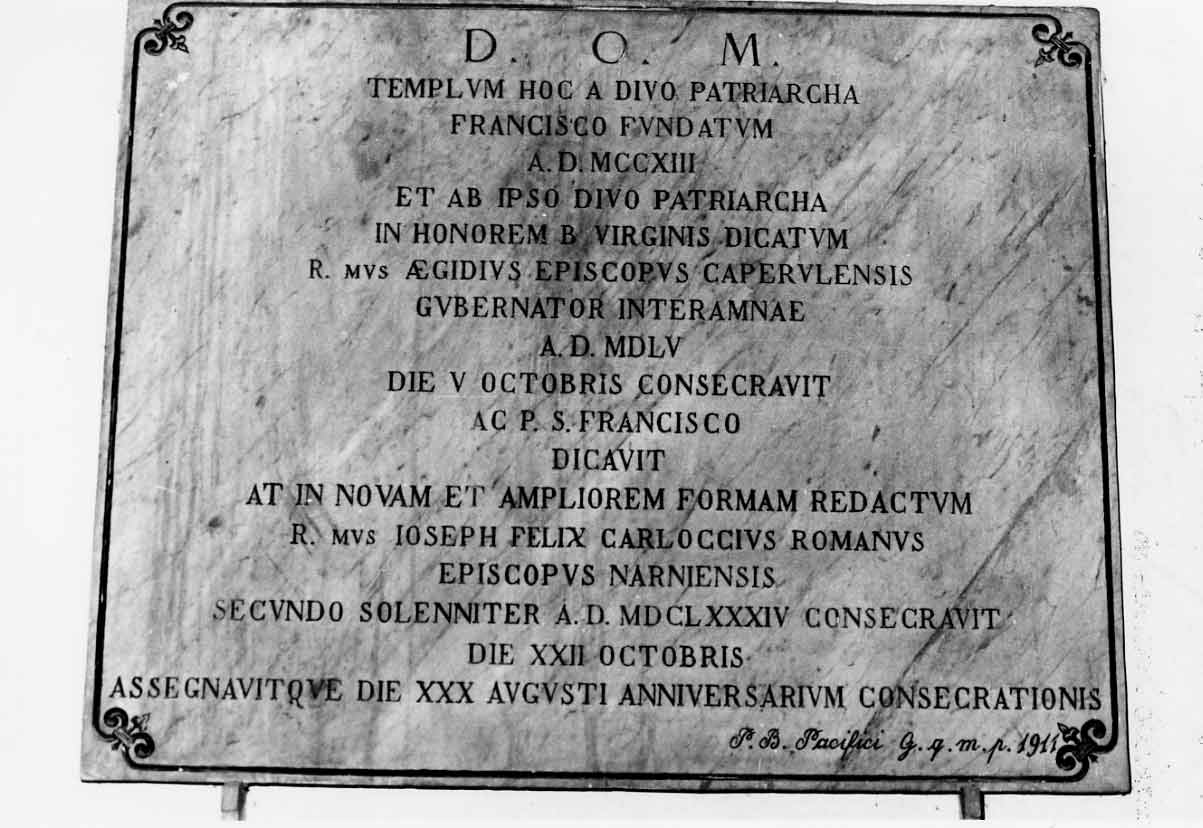 D. O. M.
TEMPLVM HOC A DIVO PATRIARCHA
FRANCISCO FVNDATVM
A. D. MCCXIII
ET AB IPSO DIVO PATRIARCHA
IN HONOREM B VIRGINIS DICATVM
R. MVS ÆGIDIVS EPISCOPVS CAPERVLENSIS
GVBERNATOR INTERAMNAE
A. D. MDLV
DIE V OCTOBRIS CONSECRAVIT
AC P. S. FRANCISCO
DICAVIT
AT IN NOVAM ET AMPLIOREM FORMAM REDACTVM
R. MVS IOSEPH FELIX CARLOCCIVS ROMANVS
EPISCOPVS NARNIENSIS
SECVNDO SOLENNITER A. D. MDCLXXXIV CONSECRAVIT
DIE XXII OCTOBRIS
ASSEGNAVITQVE DIE XXX AVGVSTI ANNIVERSARIVM CONSECRATIONIS
P. B. Pacifici G. q. m. p. 1911